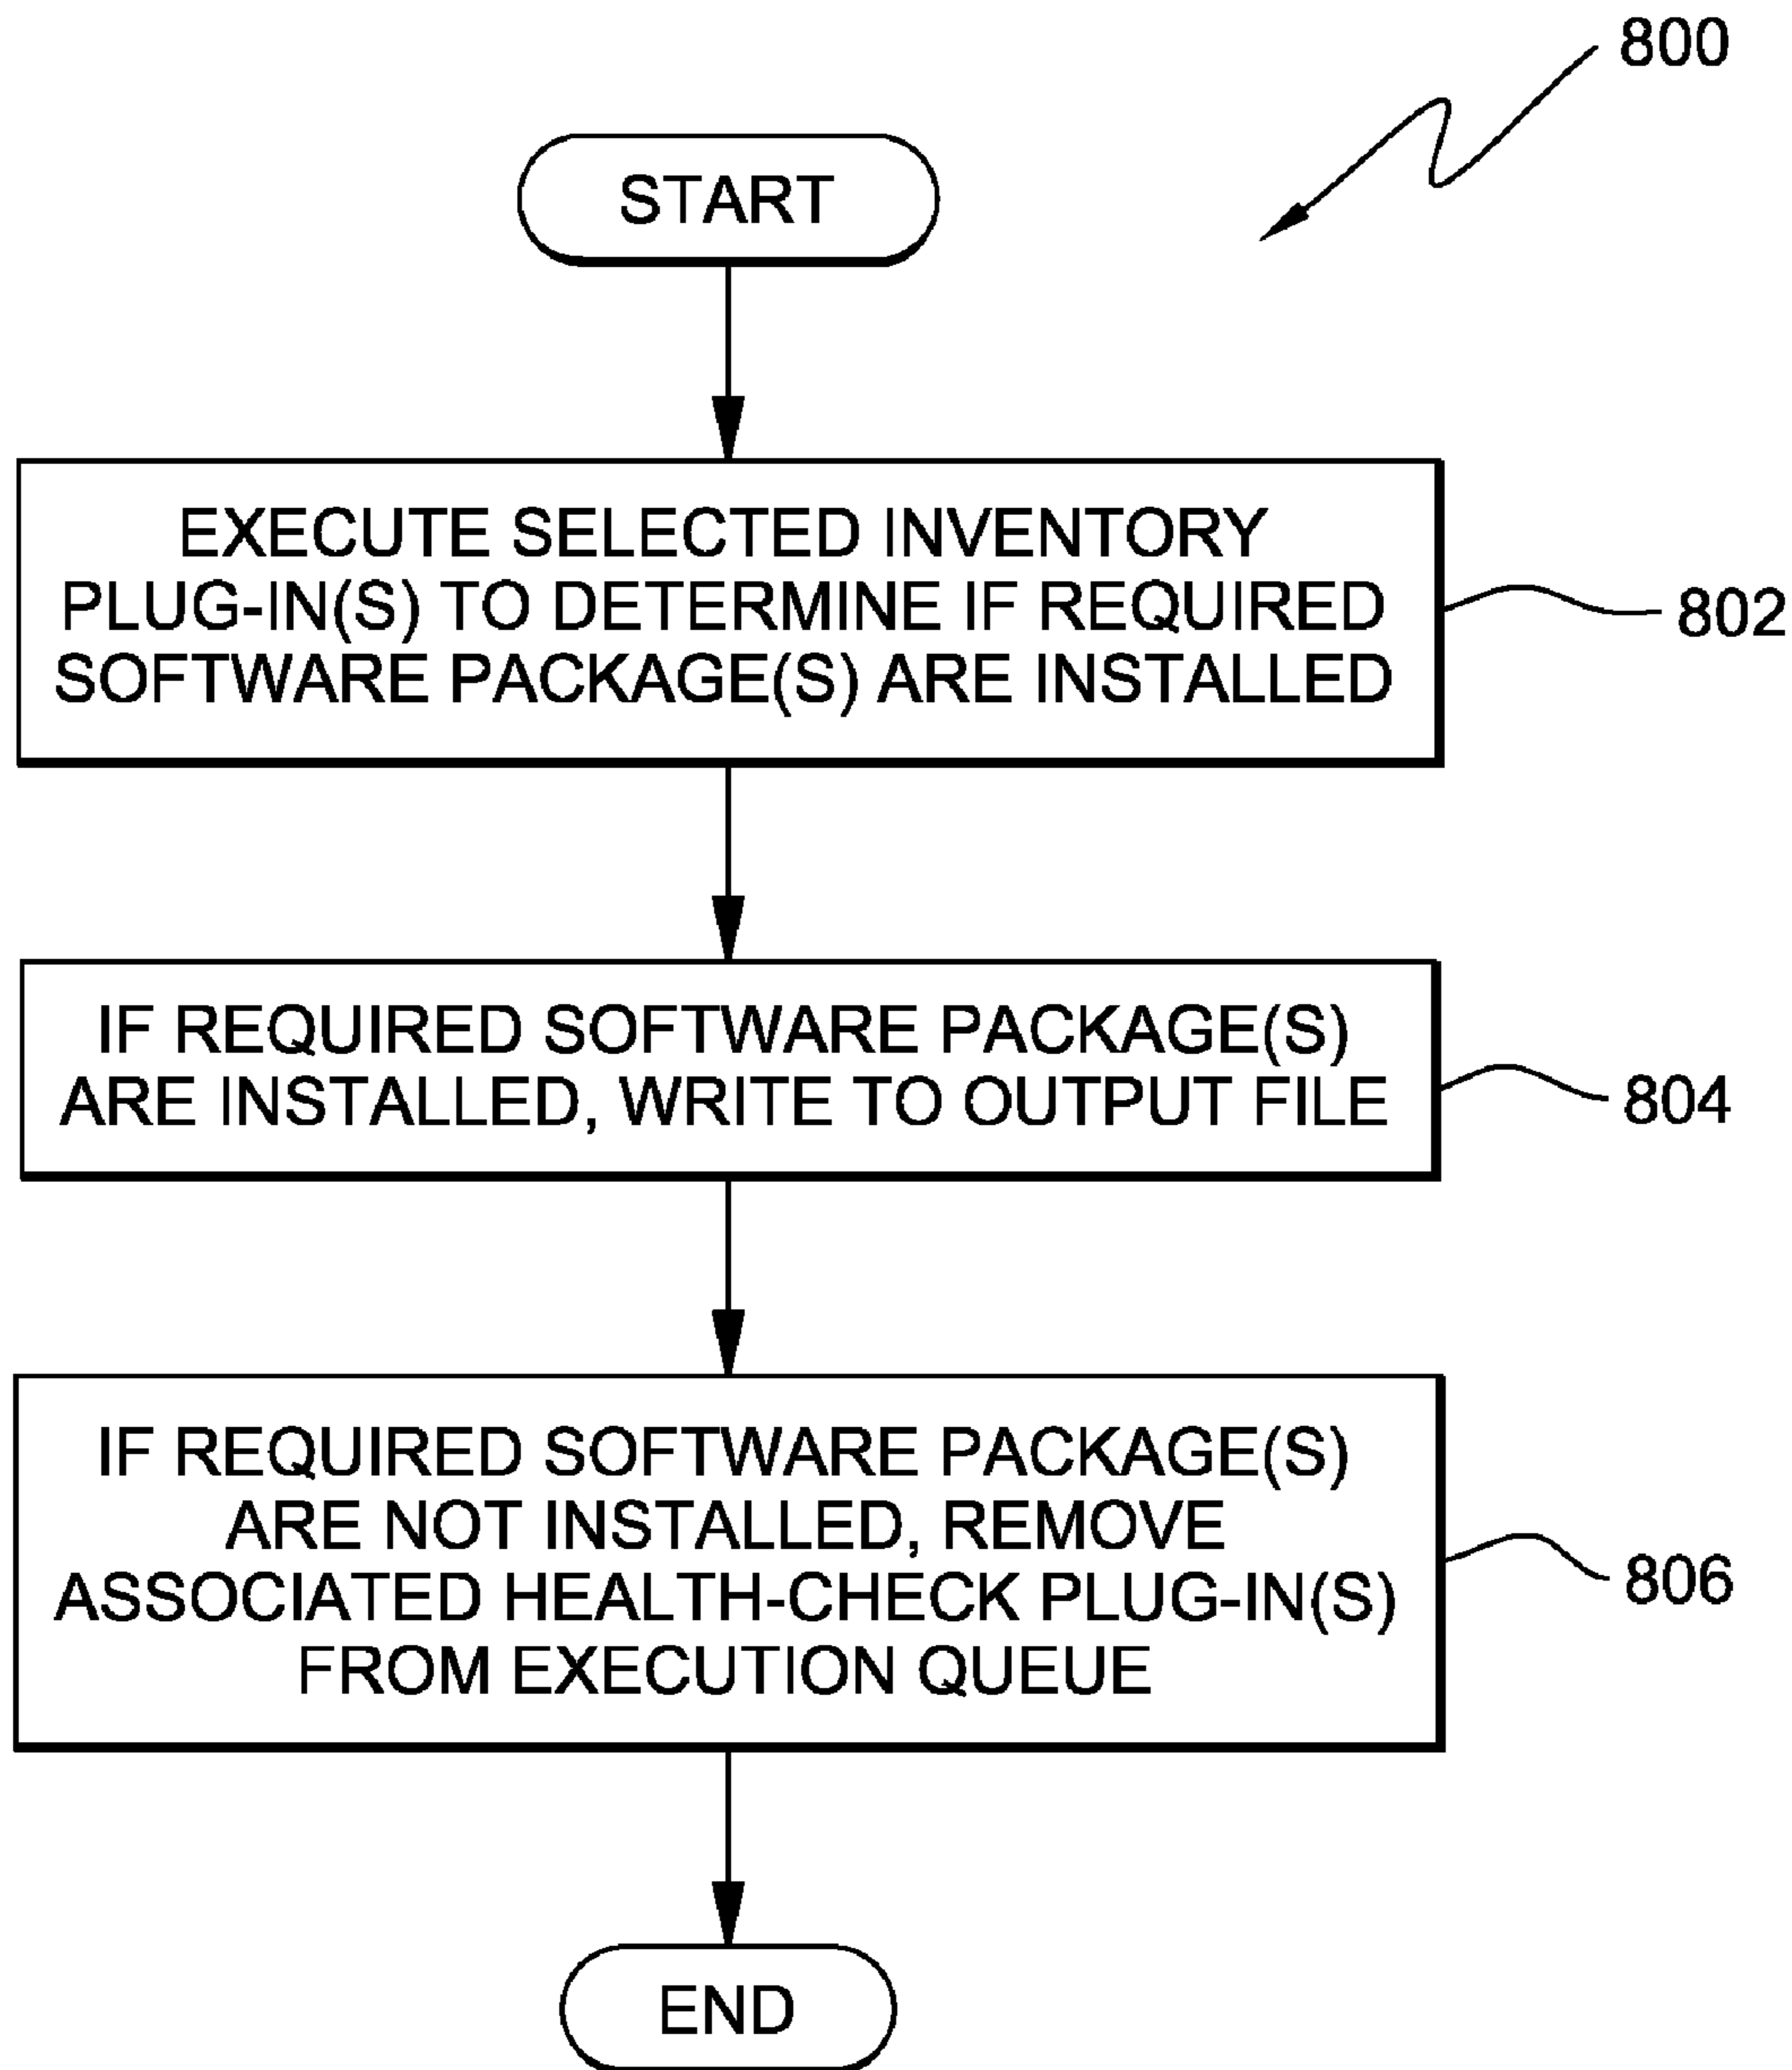 800
START
EXECUTE SELECTED INVENTORY
PLUG-IN(S) TO DETERMINE IF REQUIRED
SOFTWARE PACKAGE(S) ARE INSTALLED
802
IF REQUIRED SOFTWARE PACKAGE(S)
ARE INSTALLED, WRITE TO OUTPUT FILE
804
IF REQUIRED SOFTWARE PACKAGE(S)
ARE NOT INSTALLED, REMOVE
ASSOCIATED HEALTH-CHECK PLUG-IN(S)
FROM EXECUTION QUEUE
806
END